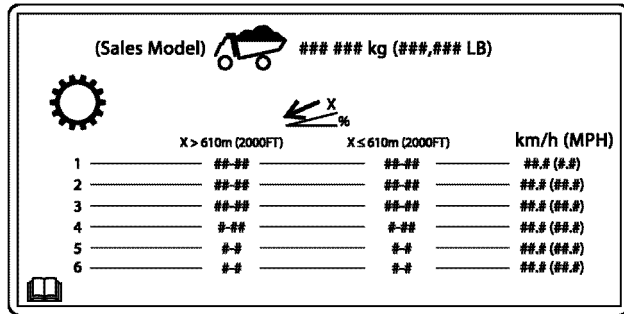 (Sales Model) ### ### kg (###,### LB)
X
%
X > 610m (2000FT) X ≤ 610m (2000FT) km/h (MPH)
1 ##-## ##-## ##.# (#.#)
2 ##-## ##-## ##.# (##.#)
3 ##-## ##-## ##.# (##.#)
4 #-## #-## ##.# (##.#)
5 #-# #-# ##.# (##.#)
6 #-# #-# ##.# (##.#)